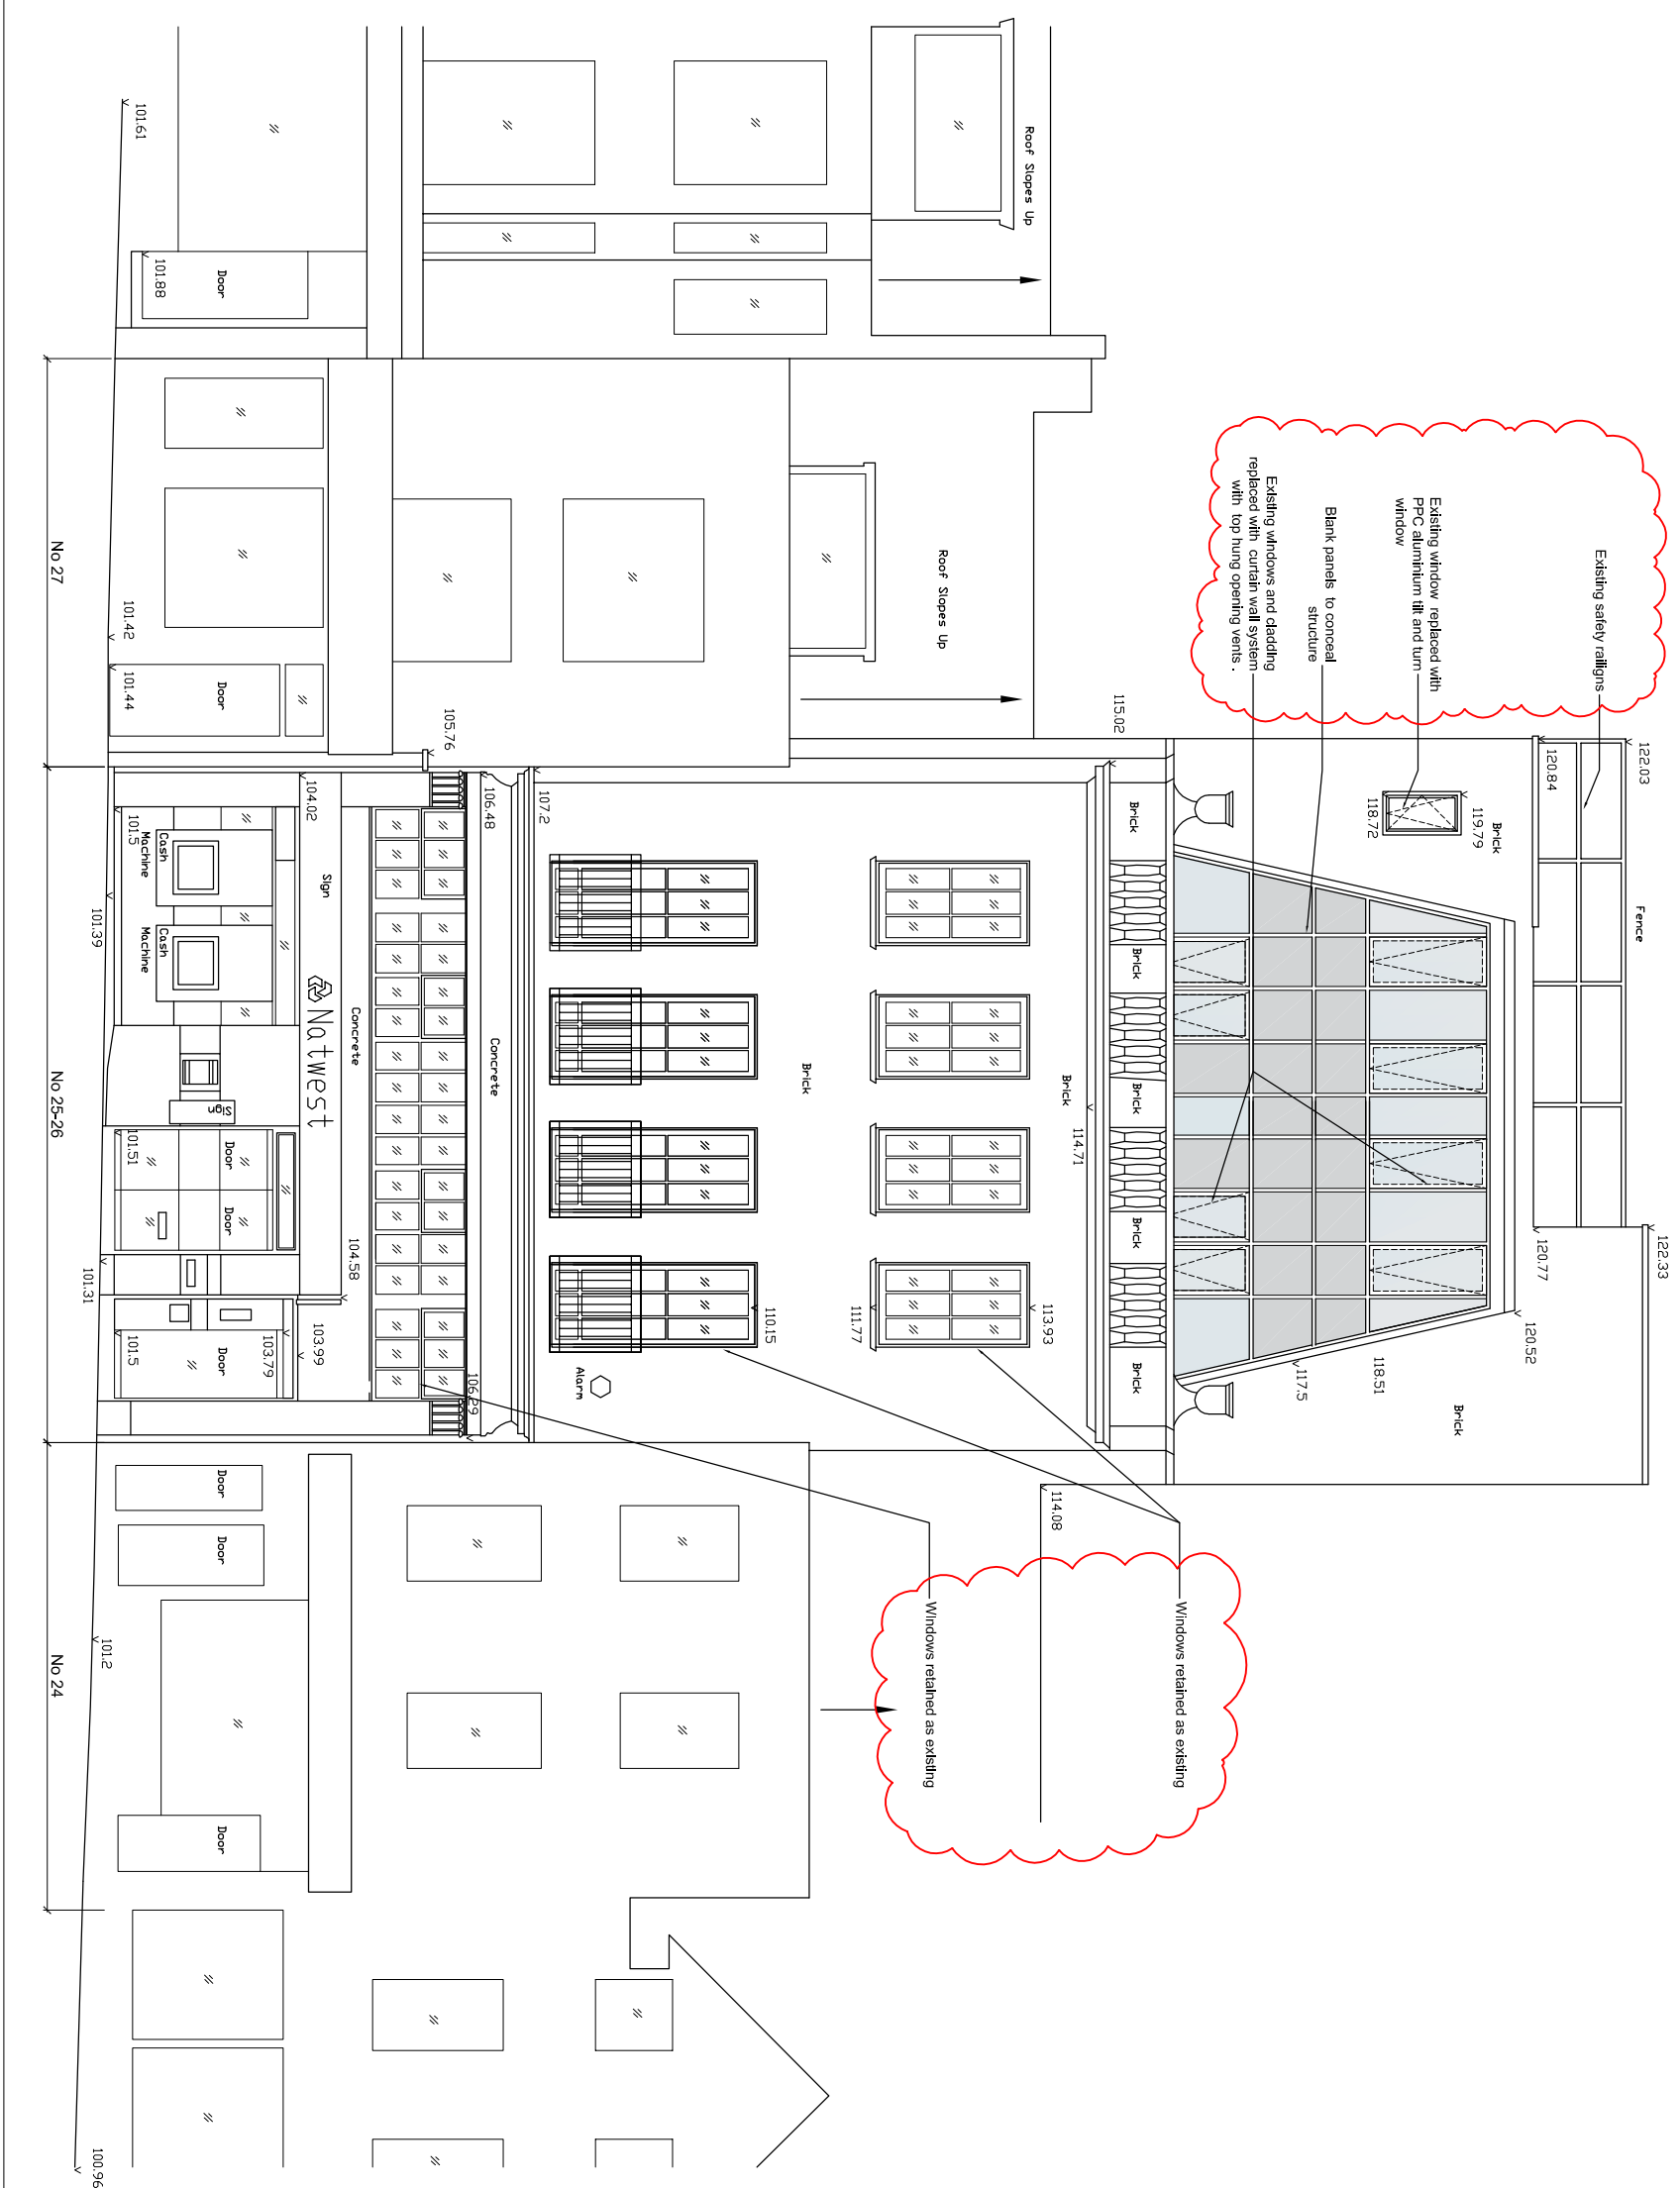 Existing safety railigns
Existing window replaced with
PPC aluminium tilt and turn
window
Blank panels to conceal
structure
Existing windows and cladding
replaced with curtain wall system
with top hung opening vents .
Windows retained as existing
Windows retained as existing
122.03
122.33
Fence
120.84
120.77
120.52
Brick
119.79
118.72
118.51
Brick
117.5
115.02
Brick
Brick
Brick
Brick
Brick
114.08
Brick
114.71
Roof Slopes Up
Roof Slopes Up
113.93
111.77
Brick
110.15
Alarm
107.2
106.48
Concrete
106.29
105.76
Concrete
104.58
104.02
Sign
Natwest
103.99
103.79
Door
Door
Door
Door
Door
Door
Door
Door
Cash
Machine
Cash
Machine
Sign
101.61
101.88
101.42
101.44
101.5
101.39
101.51
101.5
101.31
101.2
100.96
No 27
No 25-26
No 24